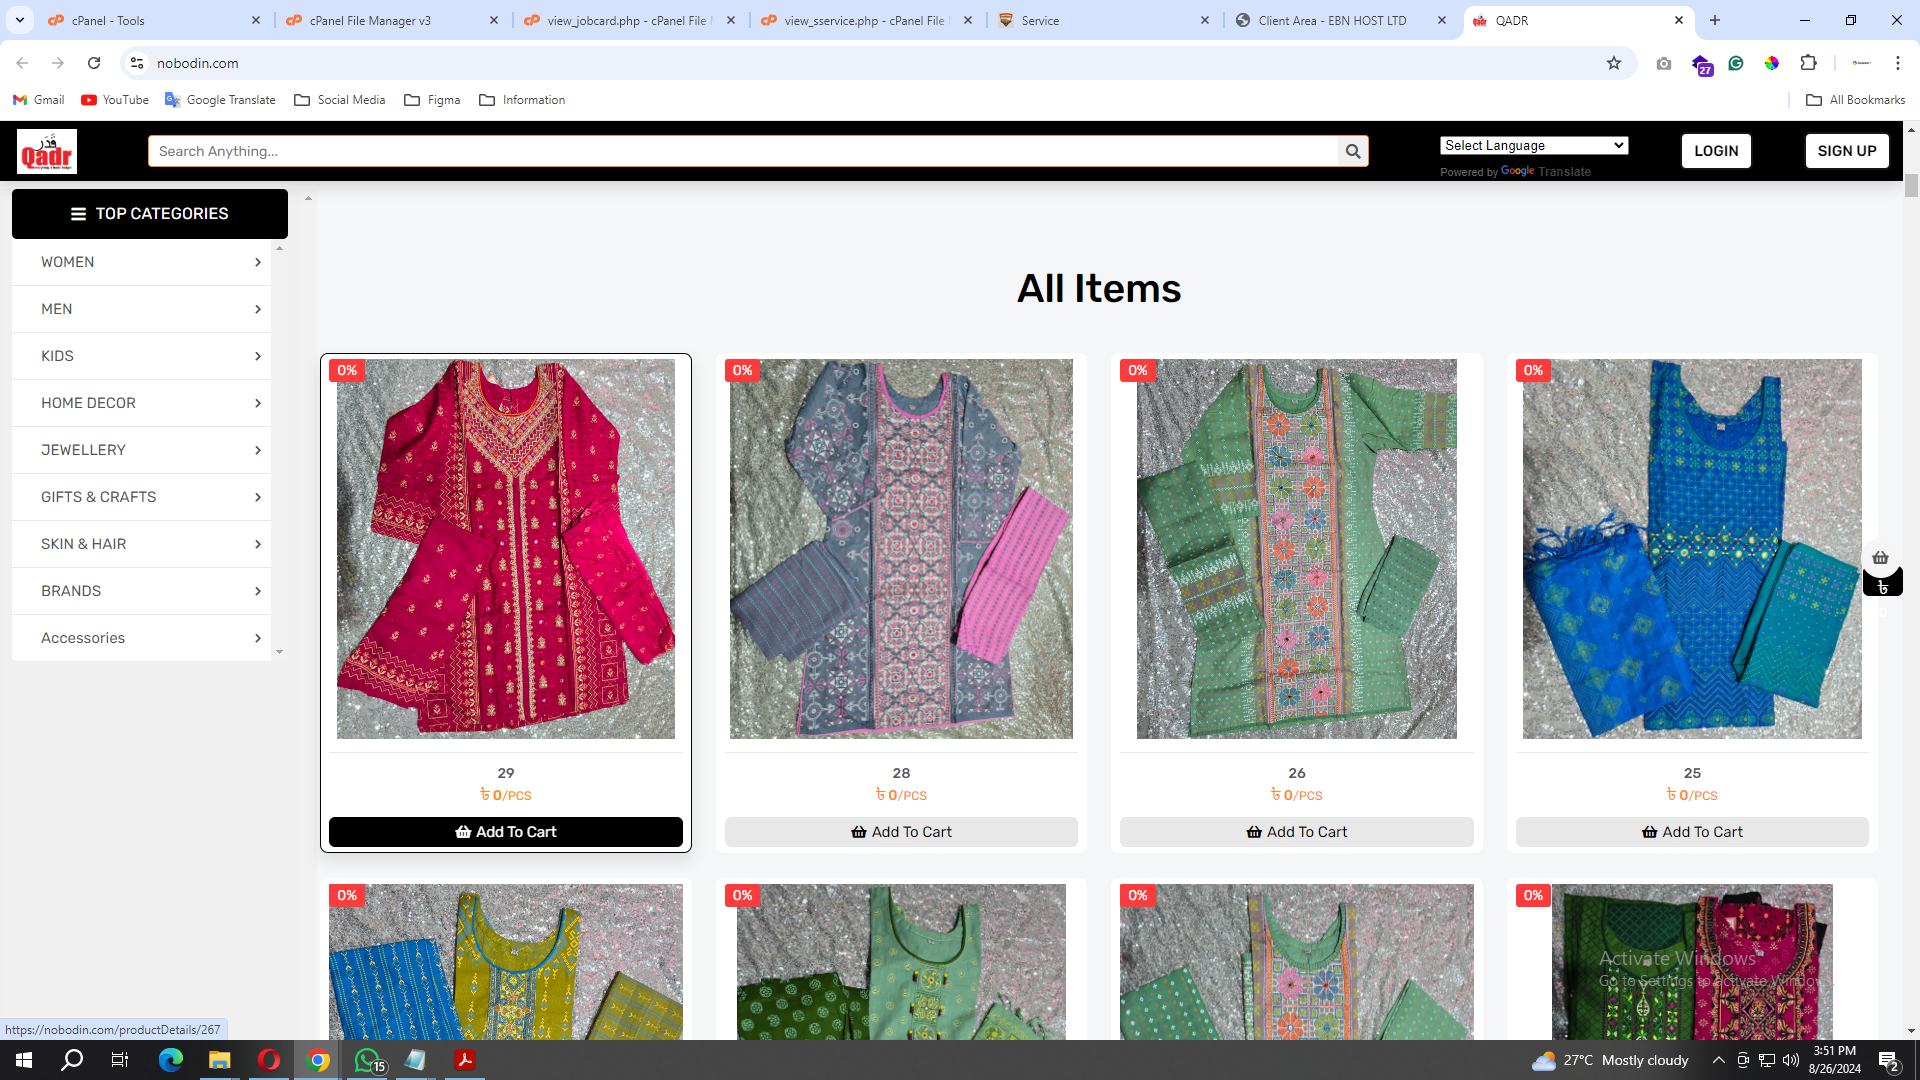 cPanel - Tools
cPanel File Manager v3
view_jobcard.php - cPanel File
view_sservice.php - cPanel File
Service
Client Area - EBN HOST LTD
QADR
nobodin.com
27
Gmail
YouTube
Google Translate
Social Media
Figma
Information
All Bookmarks
قَدَر
Qadr
Search Anything...
Select Language
Powered by Google Translate
LOGIN
SIGN UP
TOP CATEGORIES
WOMEN
MEN
KIDS
HOME DECOR
JEWELLERY
GIFTS & CRAFTS
SKIN & HAIR
BRANDS
Accessories
All Items
0%
0%
0%
0%
29
৳ 0/PCS
Add To Cart
28
৳ 0/PCS
Add To Cart
26
৳ 0/PCS
Add To Cart
25
৳ 0/PCS
Add To Cart
৳
0
0%
0%
0%
0%
Activate Windows
Go to Settings to activate Windows.
https://nobodin.com/productDetails/267
15
27°C Mostly cloudy
3:51 PM
8/26/2024
2